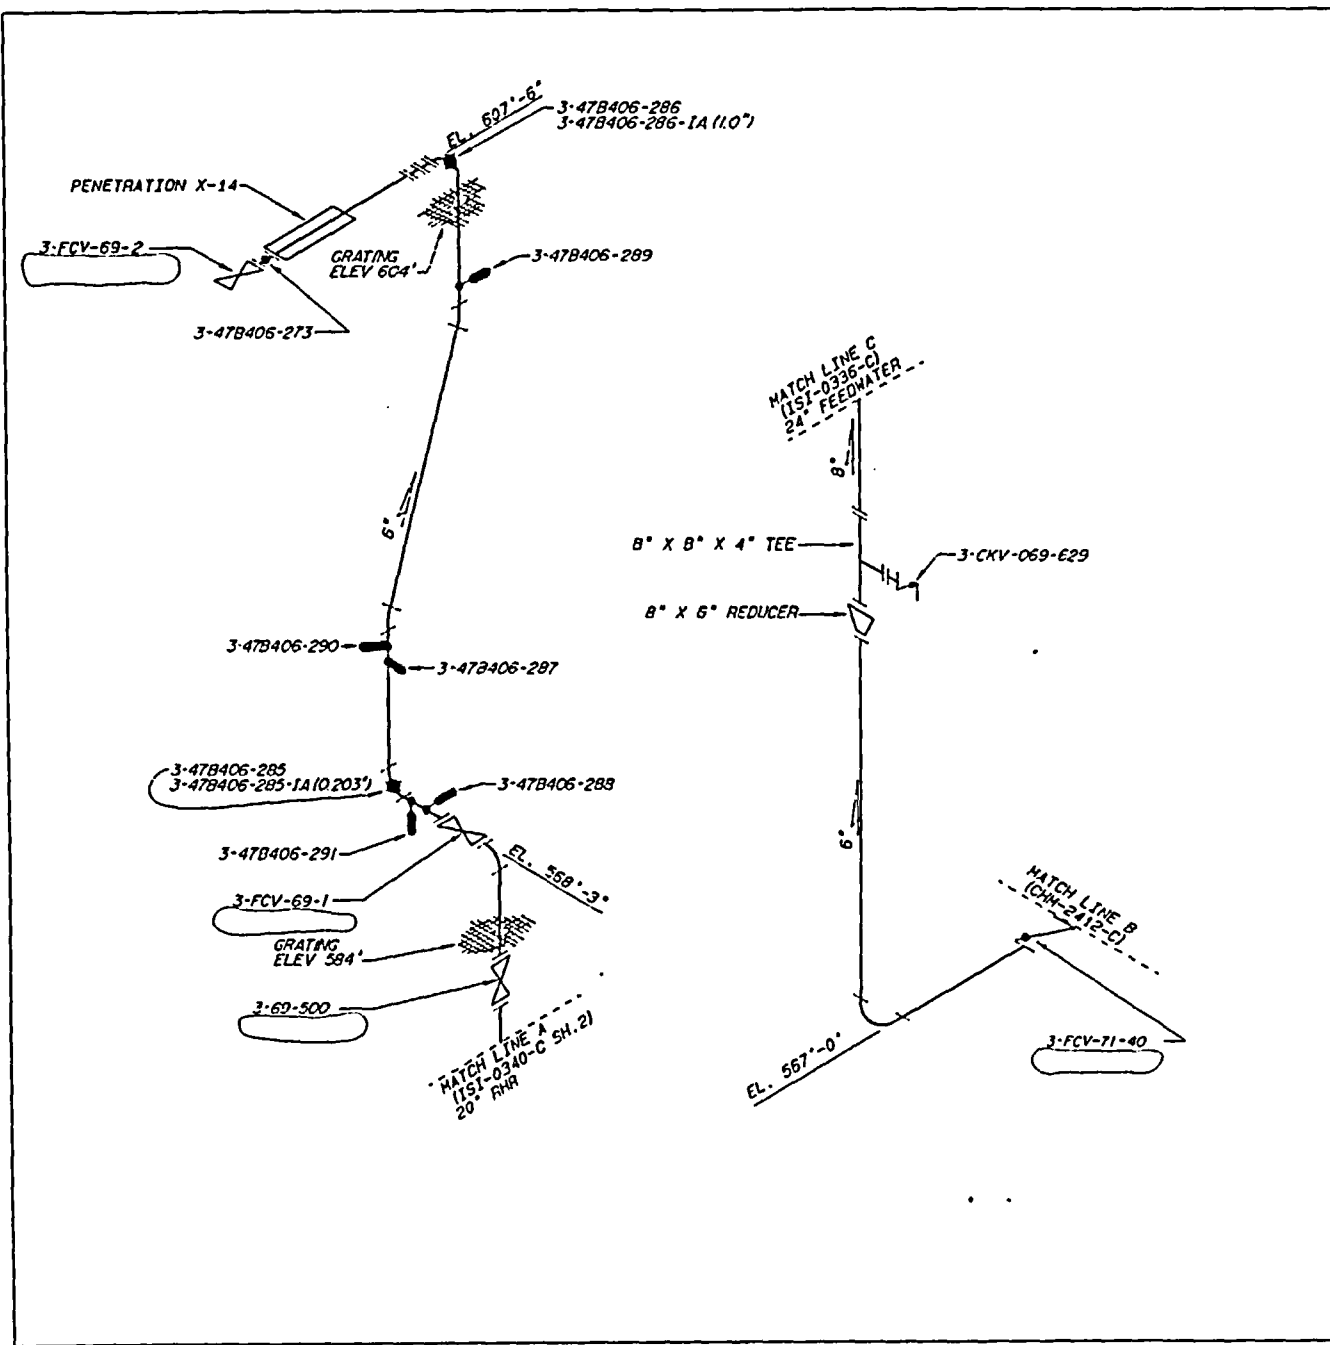 EL. 607'-6"
3-47B406-286
3-47B406-286-IA (1.0")
PENETRATION X-14
3-FCV-69-2
GRATING
ELEV 604'
3-47B406-289
3-47B406-273
6"
3-47B406-290
3-47B406-287
3-47B406-285
3-47B406-285-IA (0.203")
3-47B406-288
3-47B406-291
EL. 568'-3"
3-FCV-69-1
GRATING
ELEV 584'
3-69-500
MATCH LINE A
(ISI-0340-C SH.2)
20" RHR
MATCH LINE C
(ISI-0336-C)
24" FEEDWATER
8"
8" X 8" X 4" TEE
3-CKV-069-629
8" X 6" REDUCER
6"
MATCH LINE B
(CHM-2412-C)
3-FCV-71-40
EL. 567'-0"